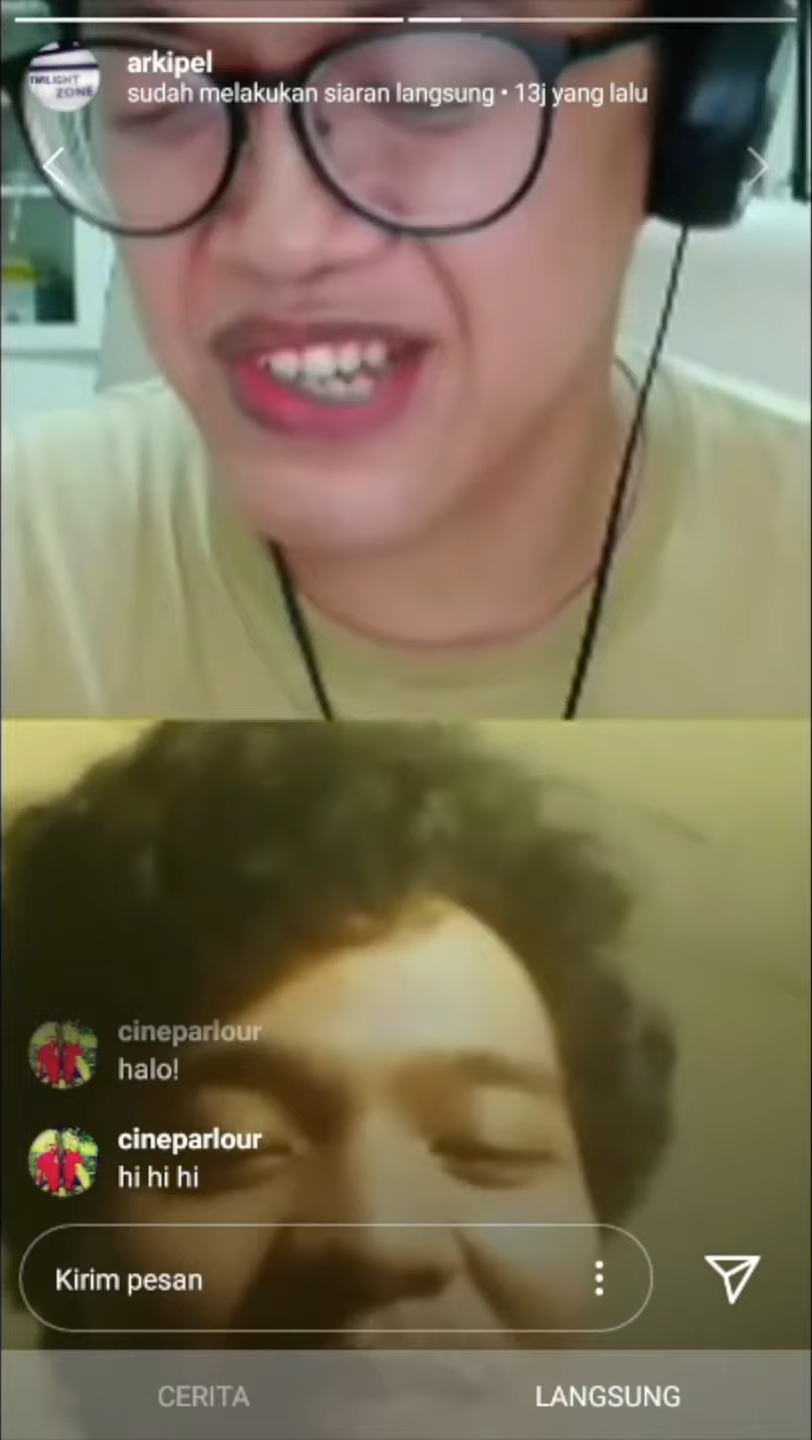 TWILIGHT
ZONE
arkipel
sudah melakukan siaran langsung • 13j yang lalu
cineparlour
halo!
cineparlour
hi hi hi
Kirim pesan
CERITA
LANGSUNG